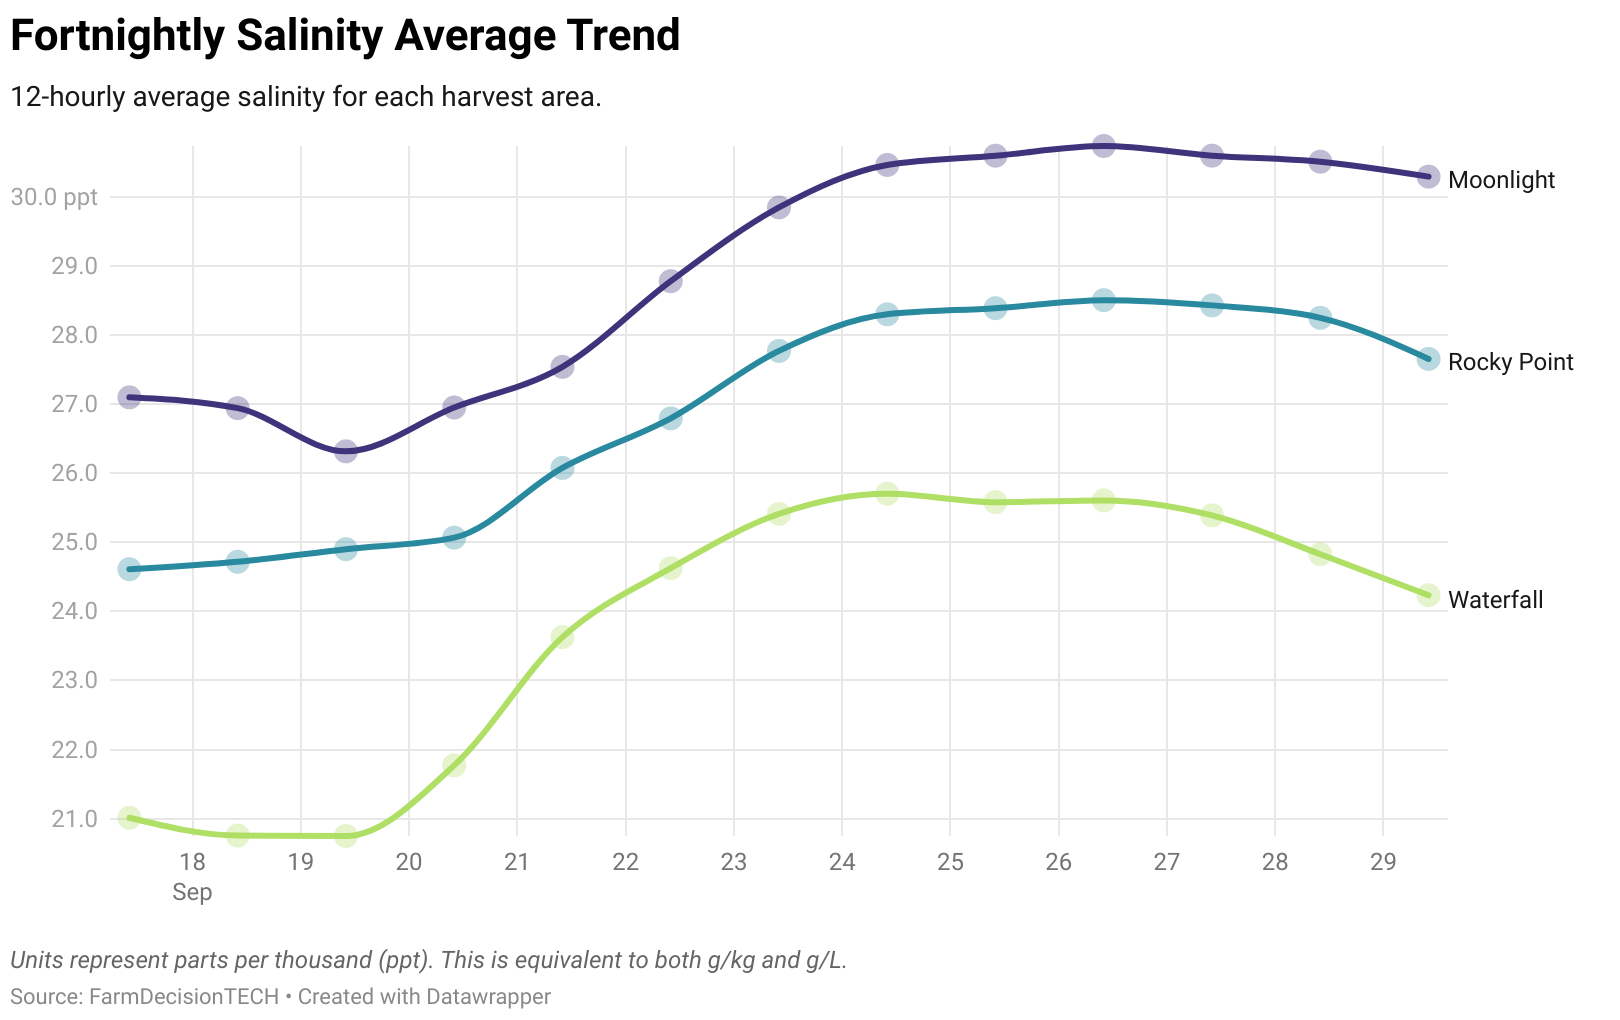 Fortnightly Salinity Average Trend
12-hourly average salinity for each harvest area.
30.0 ppt
29.0
28.0
27.0
26.0
25.0
24.0
23.0
22.0
21.0
Moonlight
Rocky Point
Waterfall
18 19 20 21 22 23 24 25 26 27 28 29
Sep
Units represent parts per thousand (ppt). This is equivalent to both g/kg and g/L.
Source: FarmDecisionTECH • Created with Datawrapper